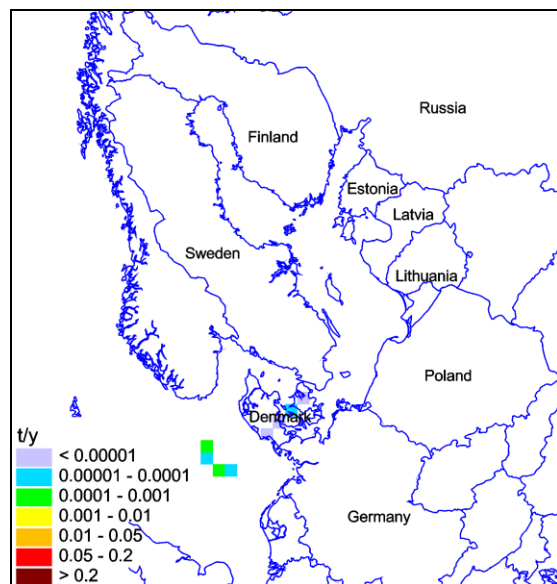 Russia
Finland
Estonia
Latvia
Sweden
Lithuania
Poland
Denmark
t/y
< 0.00001
0.00001 - 0.0001
0.0001 - 0.001
0.001 - 0.01
0.01 - 0.05
0.05 - 0.2
> 0.2
Germany